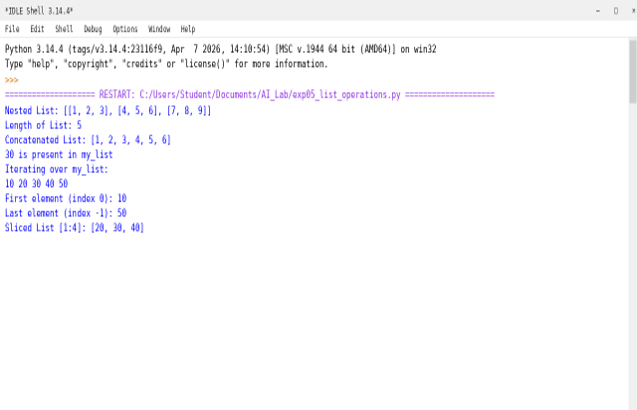 *IDLE Shell 3.14.4*
File Edit Shell Debug Options Window Help
Python 3.14.4 (tags/v3.14.4:23116f9, Apr  7 2026, 14:10:54) [MSC v.1944 64 bit (AMD64)] on win32
Type "help", "copyright", "credits" or "license()" for more information.
>>>
==================== RESTART: C:/Users/Student/Documents/AI_Lab/exp05_list_operations.py ====================
Nested List: [[1, 2, 3], [4, 5, 6], [7, 8, 9]]
Length of List: 5
Concatenated List: [1, 2, 3, 4, 5, 6]
30 is present in my_list
Iterating over my_list:
10 20 30 40 50
First element (index 0): 10
Last element (index -1): 50
Sliced List [1:4]: [20, 30, 40]